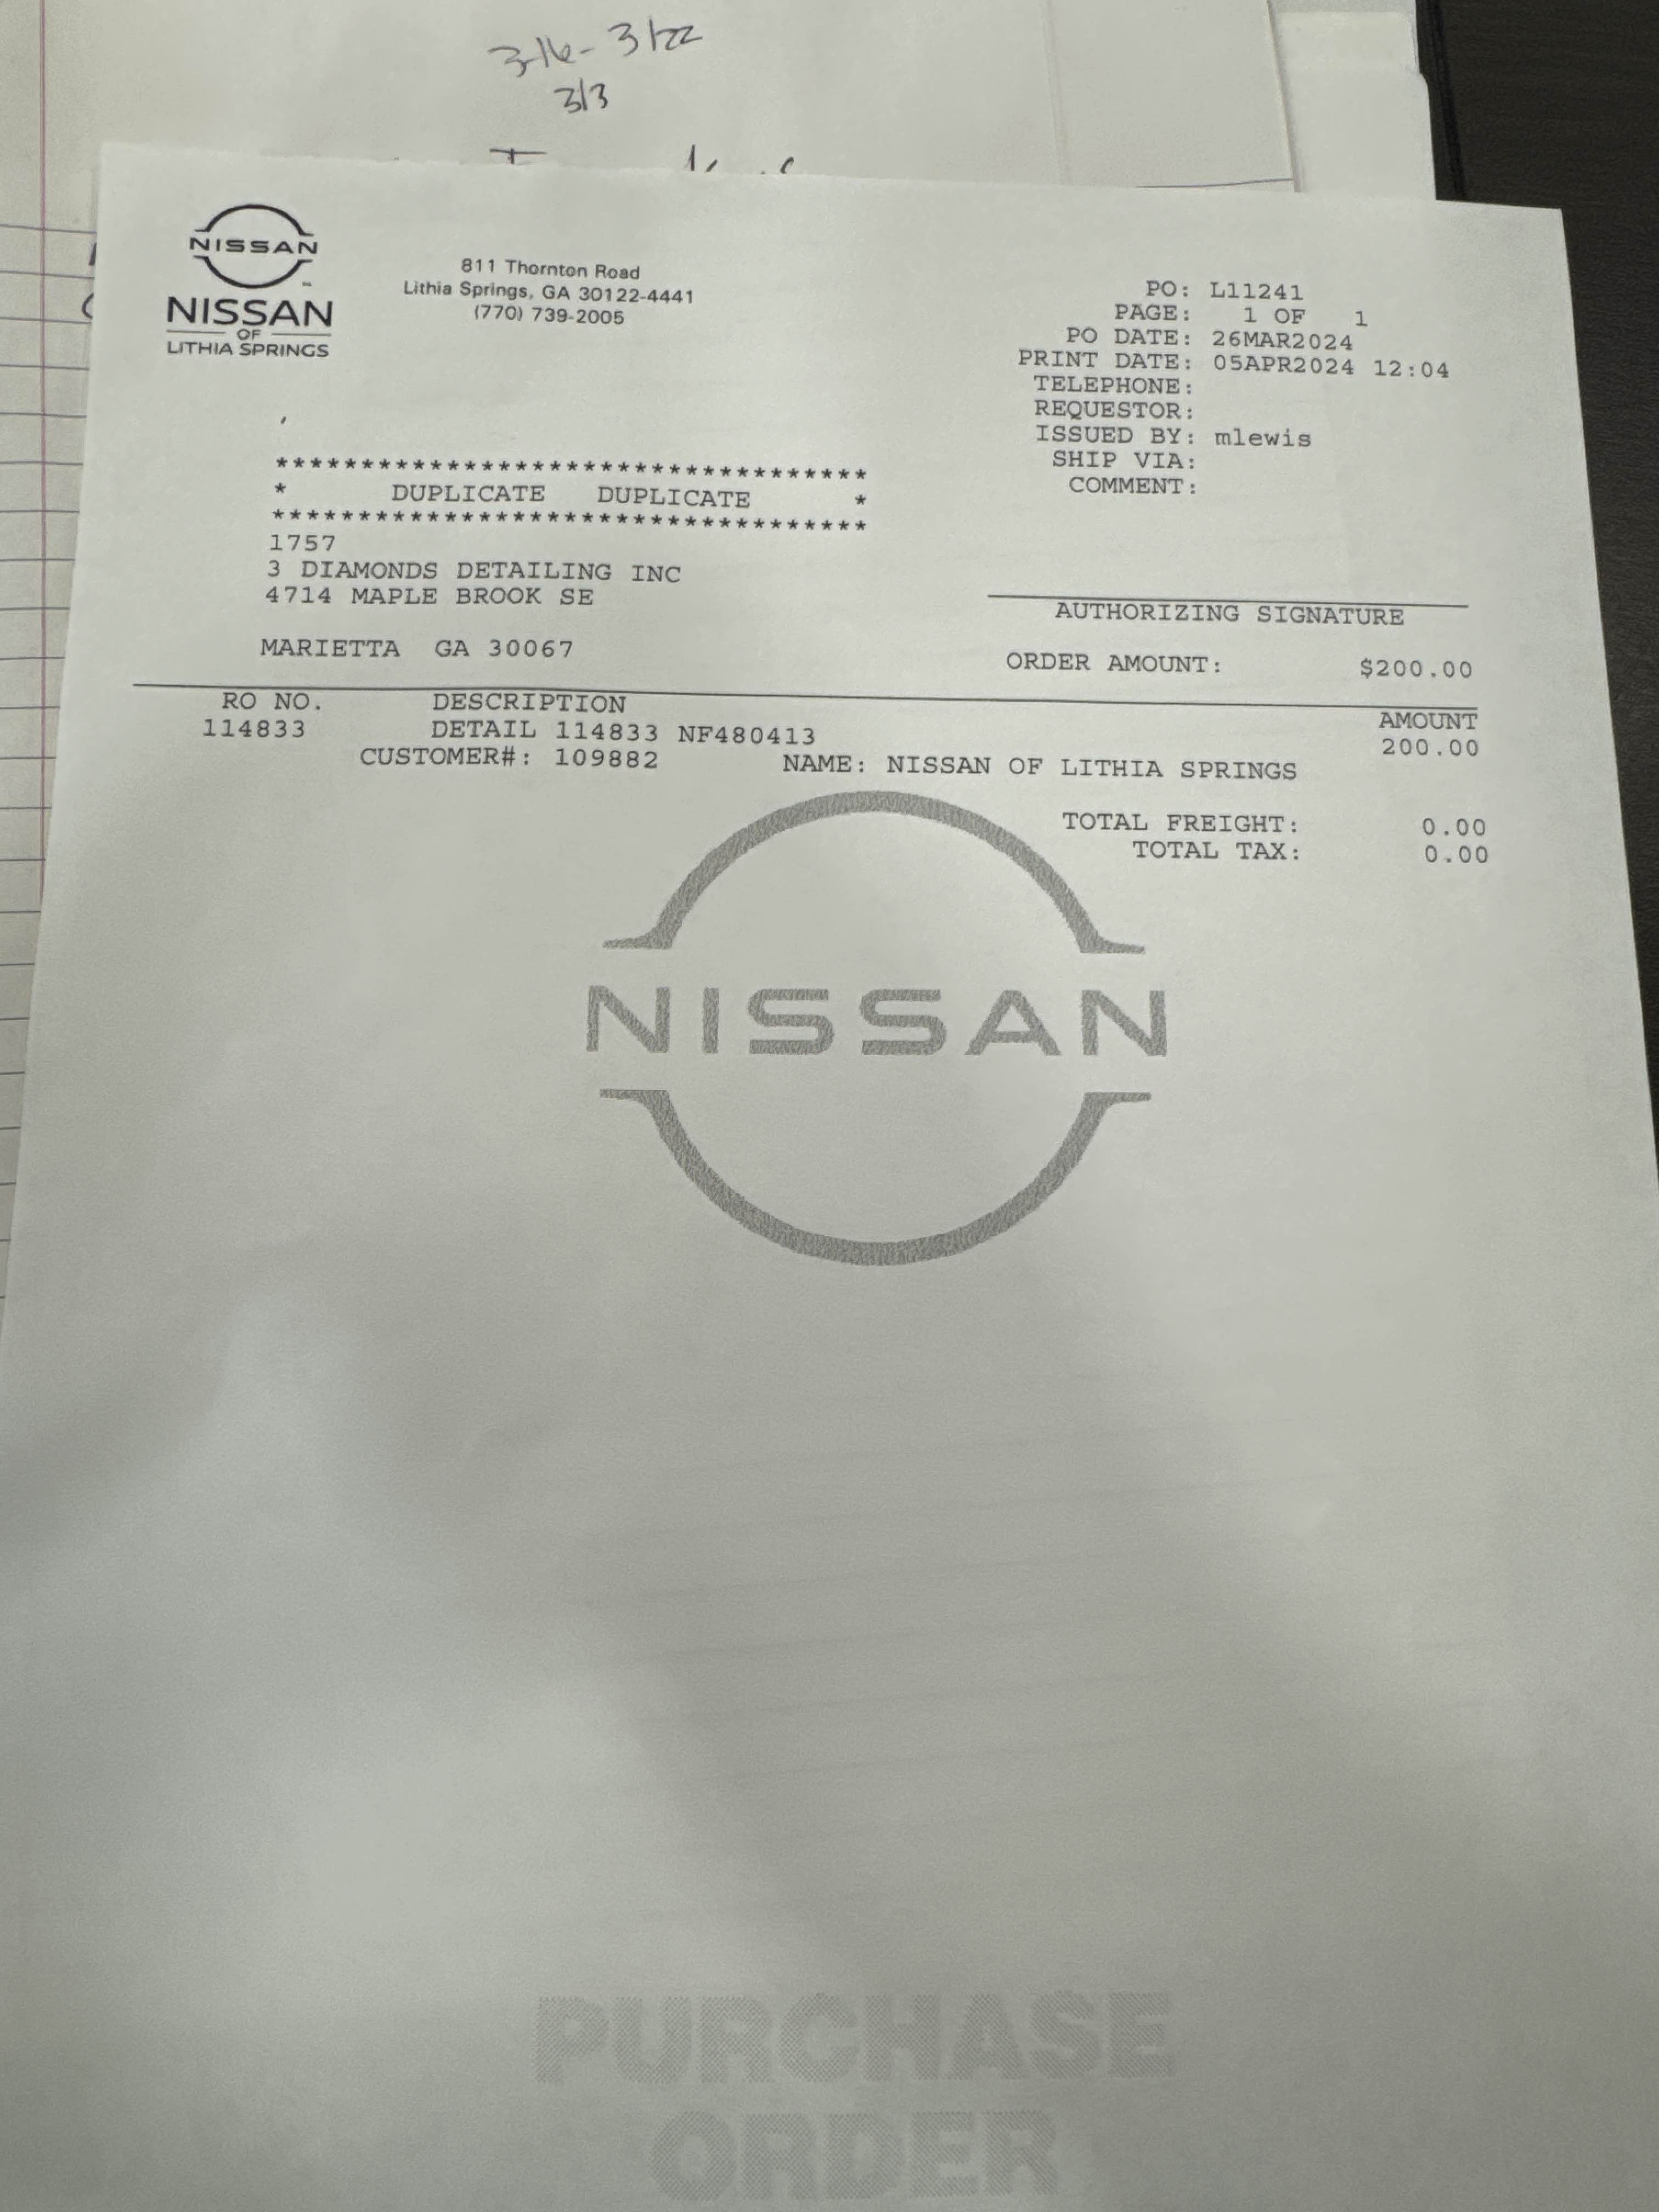 3-16 - 3/22
3/3
NISSAN
NISSAN
OF
LITHIA SPRINGS
811 Thornton Road
Lithia Springs, GA 30122-4441
(770) 739-2005
PO: L11241
PAGE: 1 OF 1
PO DATE: 26MAR2024
PRINT DATE: 05APR2024 12:04
TELEPHONE:
REQUESTOR:
ISSUED BY: mlewis
SHIP VIA:
COMMENT:
***********************************
* DUPLICATE DUPLICATE *
***********************************
1757
3 DIAMONDS DETAILING INC
4714 MAPLE BROOK SE
MARIETTA GA 30067
AUTHORIZING SIGNATURE
ORDER AMOUNT: $200.00
RO NO. DESCRIPTION AMOUNT
114833 DETAIL 114833 NF480413 200.00
CUSTOMER#: 109882 NAME: NISSAN OF LITHIA SPRINGS
TOTAL FREIGHT: 0.00
TOTAL TAX: 0.00
NISSAN
PURCHASE
ORDER